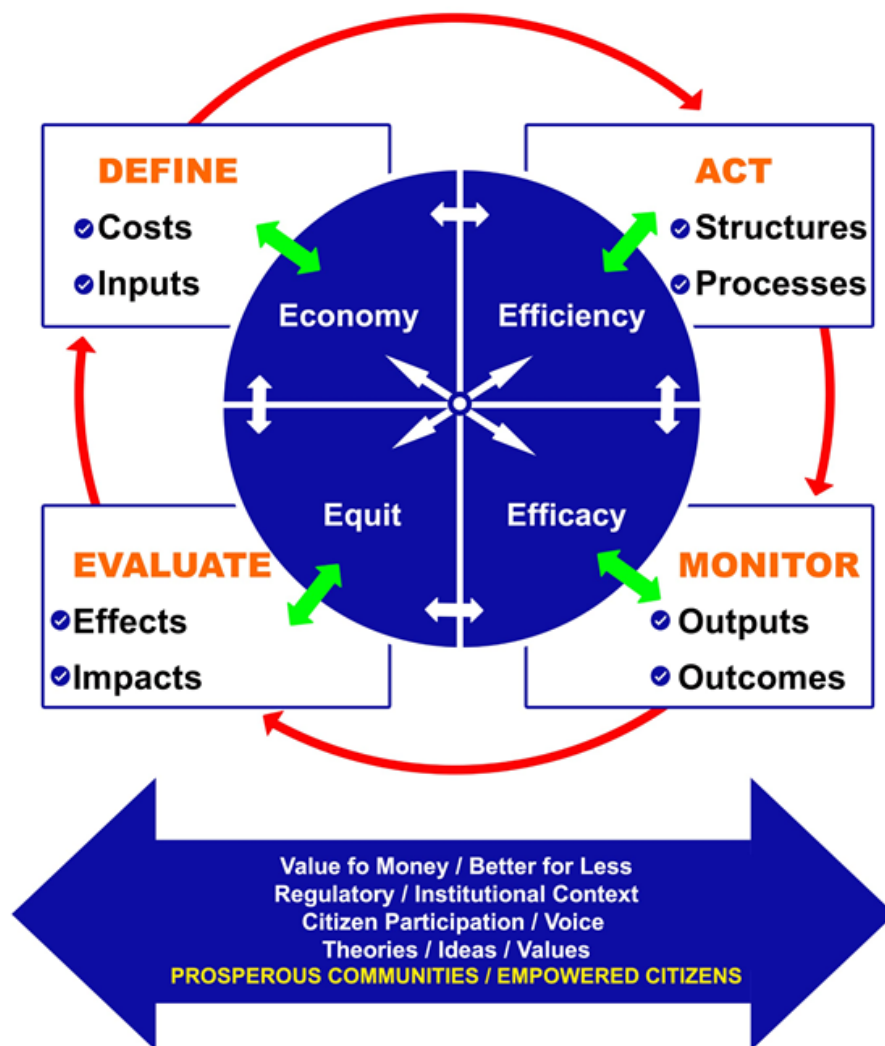 DEFINE
Costs
Inputs
ACT
Structures
Processes
Economy
Efficiency
Equit
Efficacy
EVALUATE
Effects
Impacts
MONITOR
Outputs
Outcomes
Value fo Money / Better for Less
Regulatory / Institutional Context
Citizen Participation / Voice
Theories / Ideas / Values
PROSPEROUS COMMUNITIES / EMPOWERED CITIZENS